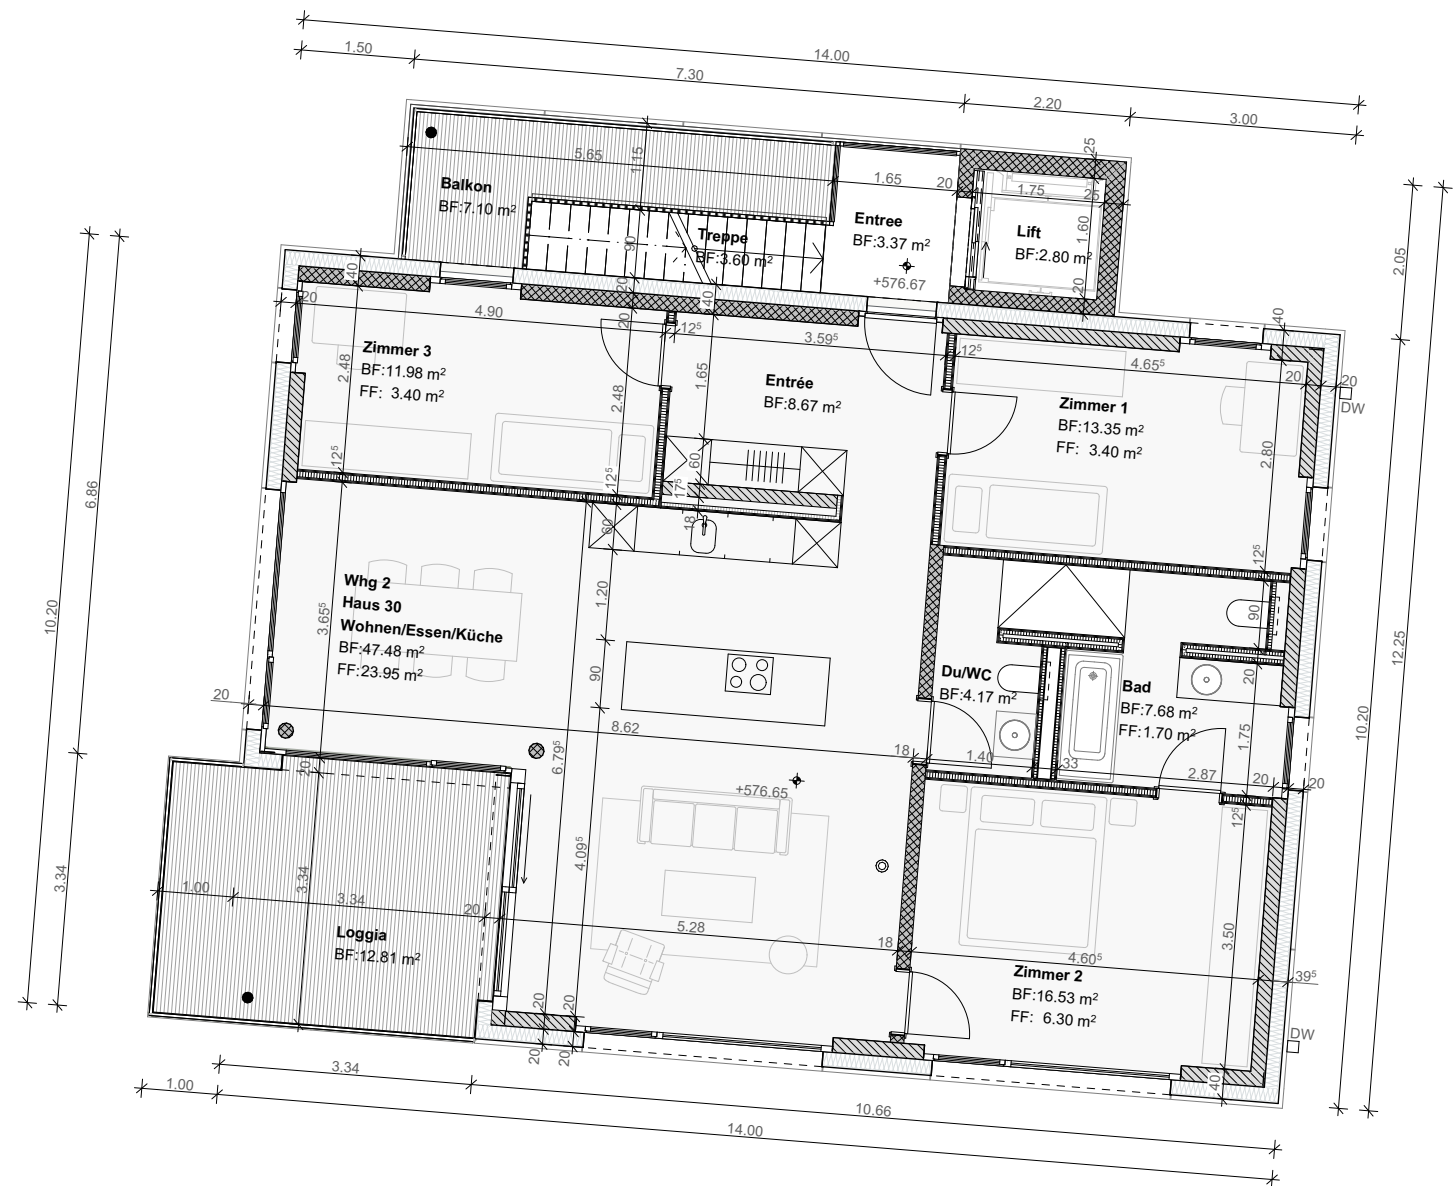 14.00
1.50
7.30
2.20
3.00
25
5.65
1.15
1.65
20
1.75
25
Balkon
BF:7.10 m²
Treppe
BF:3.60 m²
90
Entree
BF:3.37 m²
+576.67
Lift
BF:2.80 m²
1.60
20
2.05
40
20
20
40
40
20
4.90
20
12⁵
3.59⁵
12⁵
4.65⁵
20
20
DW
Zimmer 3
BF:11.98 m²
FF: 3.40 m²
2.48
2.48
1.65
Entrée
BF:8.67 m²
Zimmer 1
BF:13.35 m²
FF: 3.40 m²
2.80
6.86
12⁵
12⁵
60
17⁵
18
60
12⁵
10.20
3.65⁵
Whg 2
Haus 30
Wohnen/Essen/Küche
BF:47.48 m²
FF:23.95 m²
1.20
90
90
20
12.25
10.20
Du/WC
BF:4.17 m²
Bad
BF:7.68 m²
FF:1.70 m²
1.75
20
8.62
18
1.40
33
2.87
20
20
20
6.79⁵
+576.65
12⁵
4.09⁵
3.34
3.34
1.00
3.34
20
5.28
18
4.60⁵
3.50
39⁵
Loggia
BF:12.81 m²
Zimmer 2
BF:16.53 m²
FF: 6.30 m²
20
20
20
20
DW
40
3.34
1.00
10.66
14.00